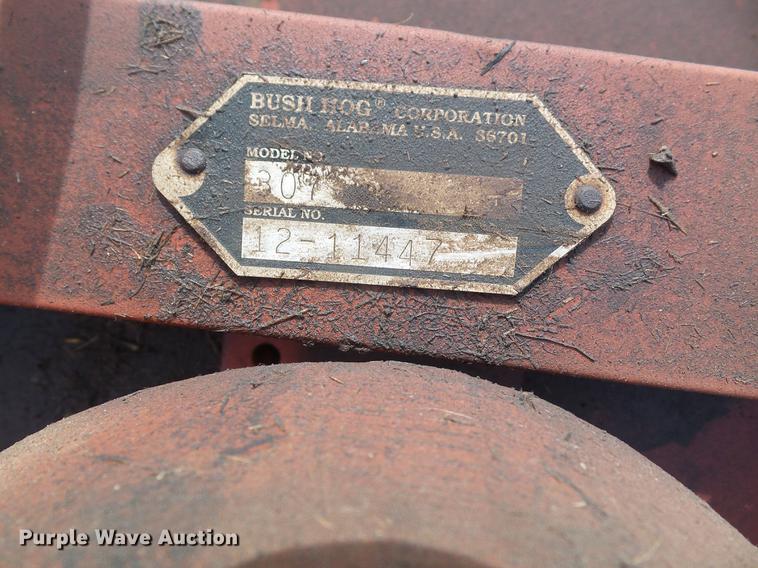 BUSH HOG® CORPORATION
SELMA, ALABAMA U.S.A. 36701
MODEL NO.
307
SERIAL NO.
12-11447
Purple Wave Auction